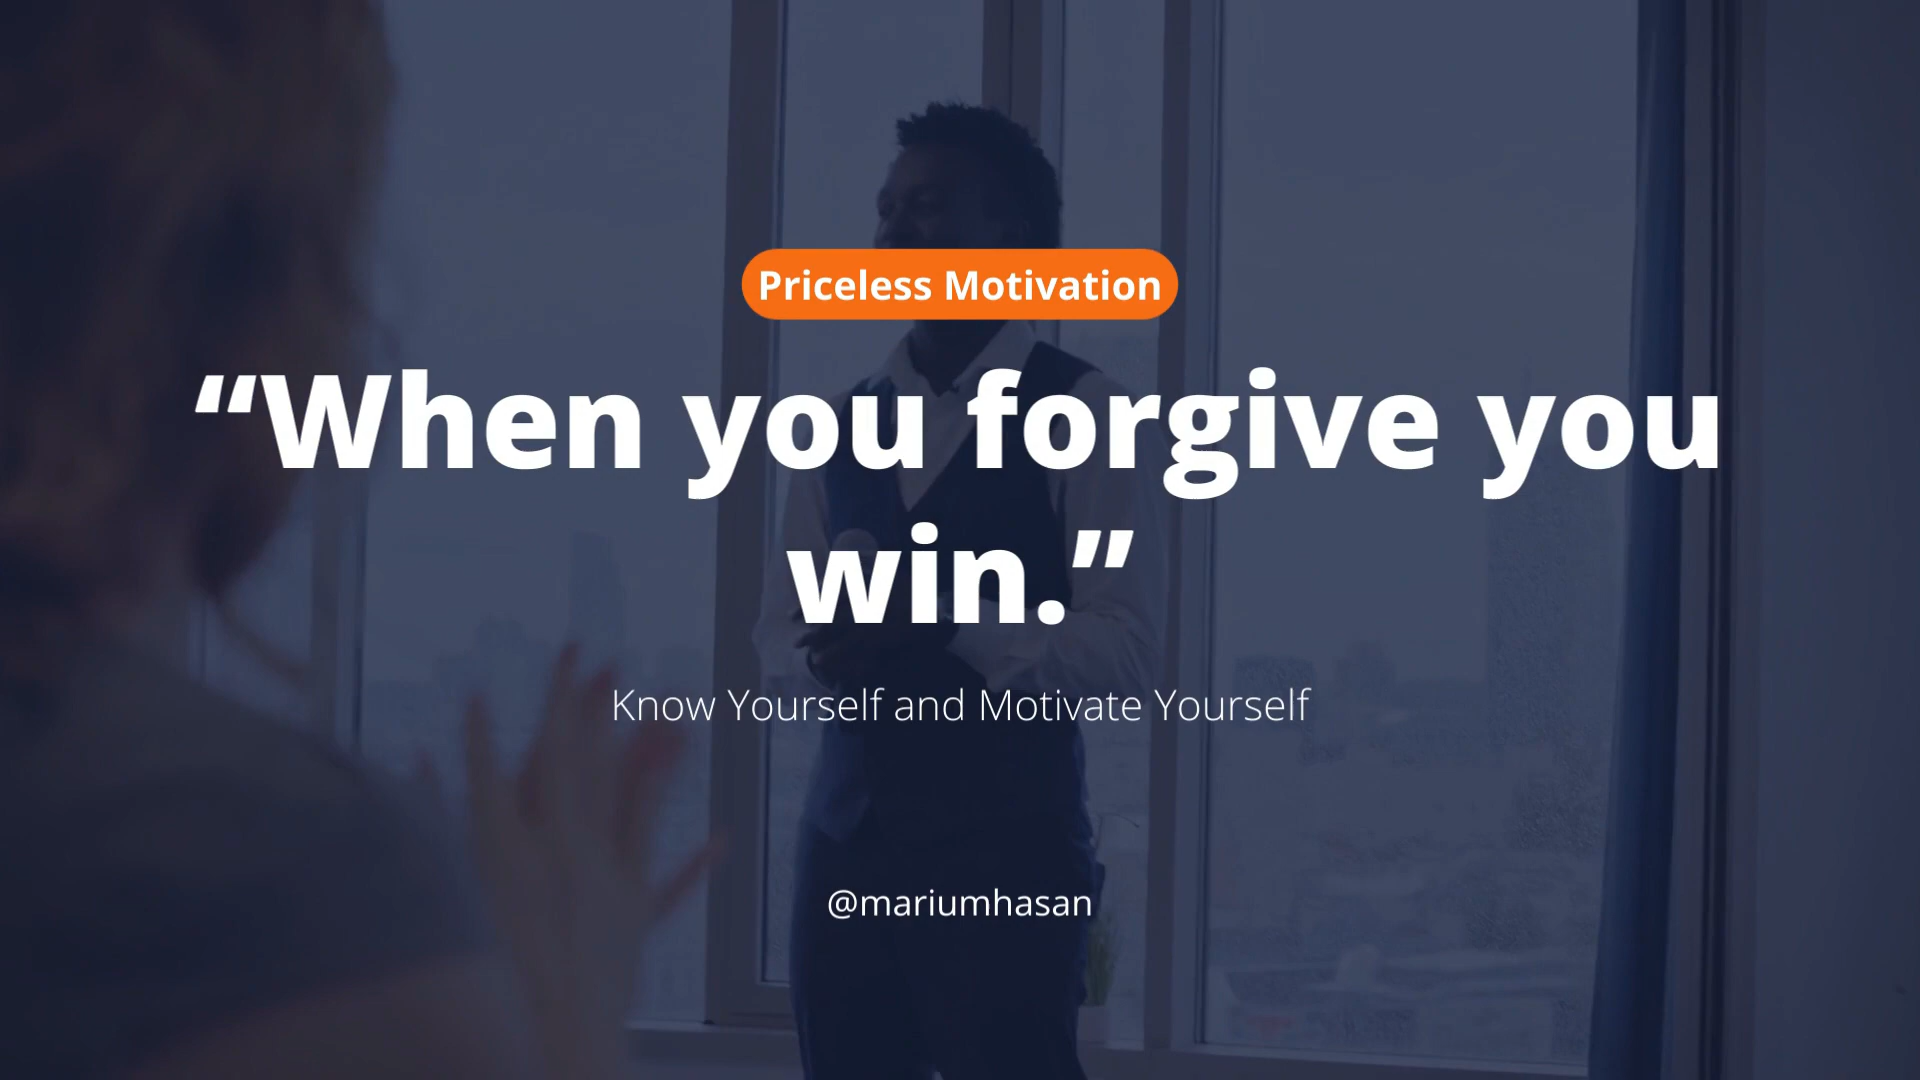 Priceless Motivation
“When you forgive you
win.”
Know Yourself and Motivate Yourself
@mariumhasan